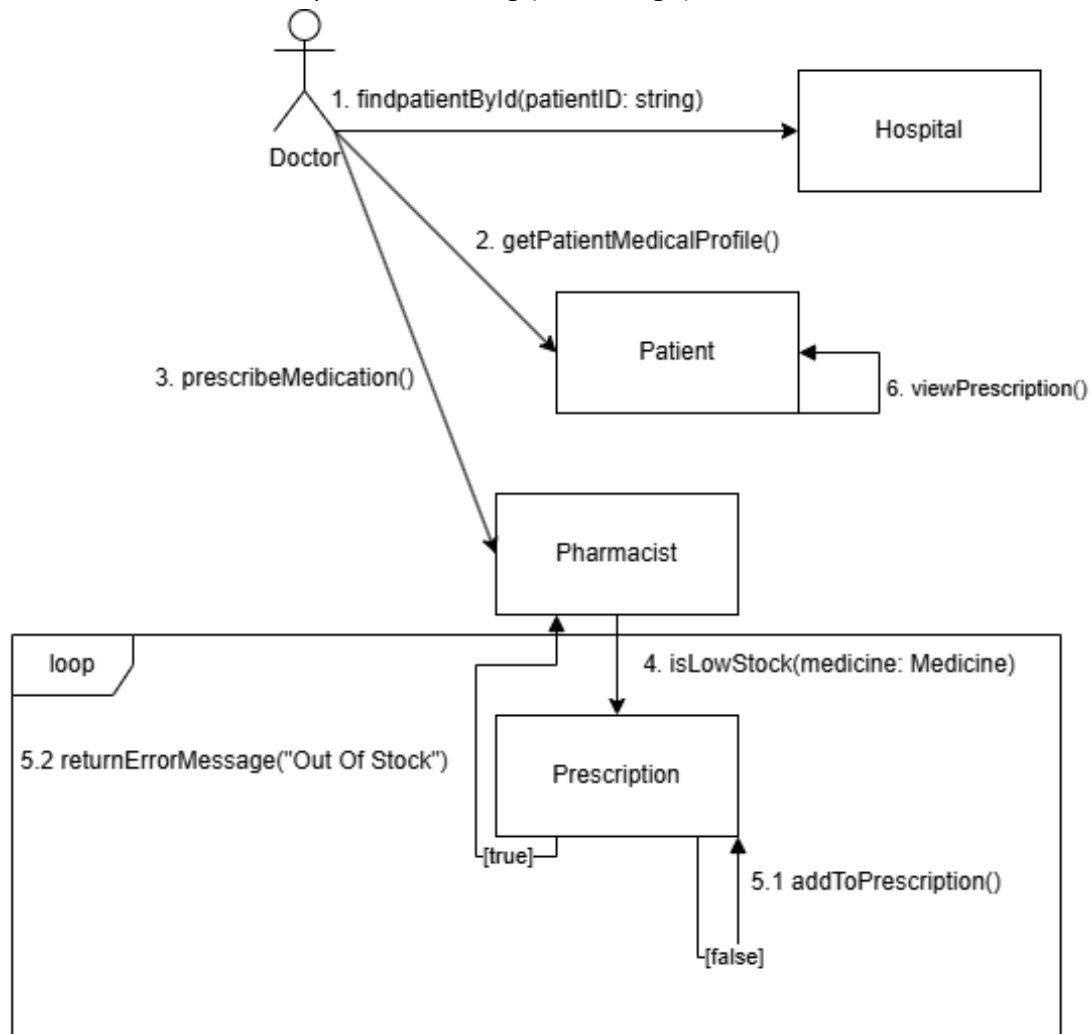 1. findpatientById(patientID: string)
Hospital
Doctor
2. getPatientMedicalProfile()
Patient
3. prescribeMedication()
6. viewPrescription()
Pharmacist
loop
4. isLowStock(medicine: Medicine)
5.2 returnErrorMessage("Out Of Stock")
Prescription
[true]
5.1 addToPrescription()
[false]